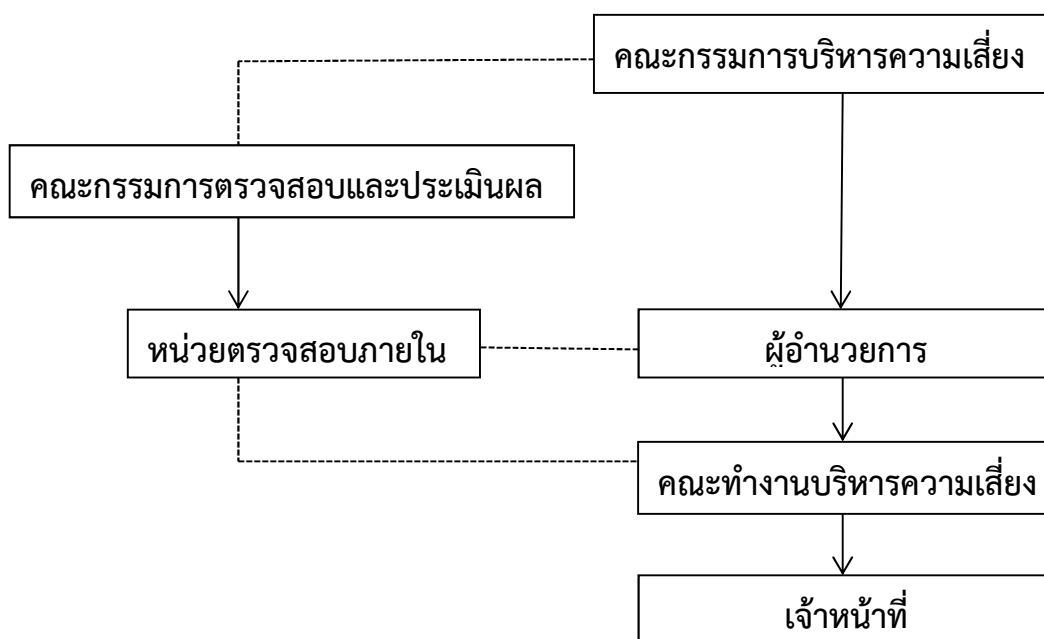 คณะกรรมการบริหารความเสี่ยง
คณะกรรมการตรวจสอบและประเมินผล
หน่วยตรวจสอบภายใน
ผู้อำนวยการ
คณะทำงานบริหารความเสี่ยง
เจ้าหน้าที่